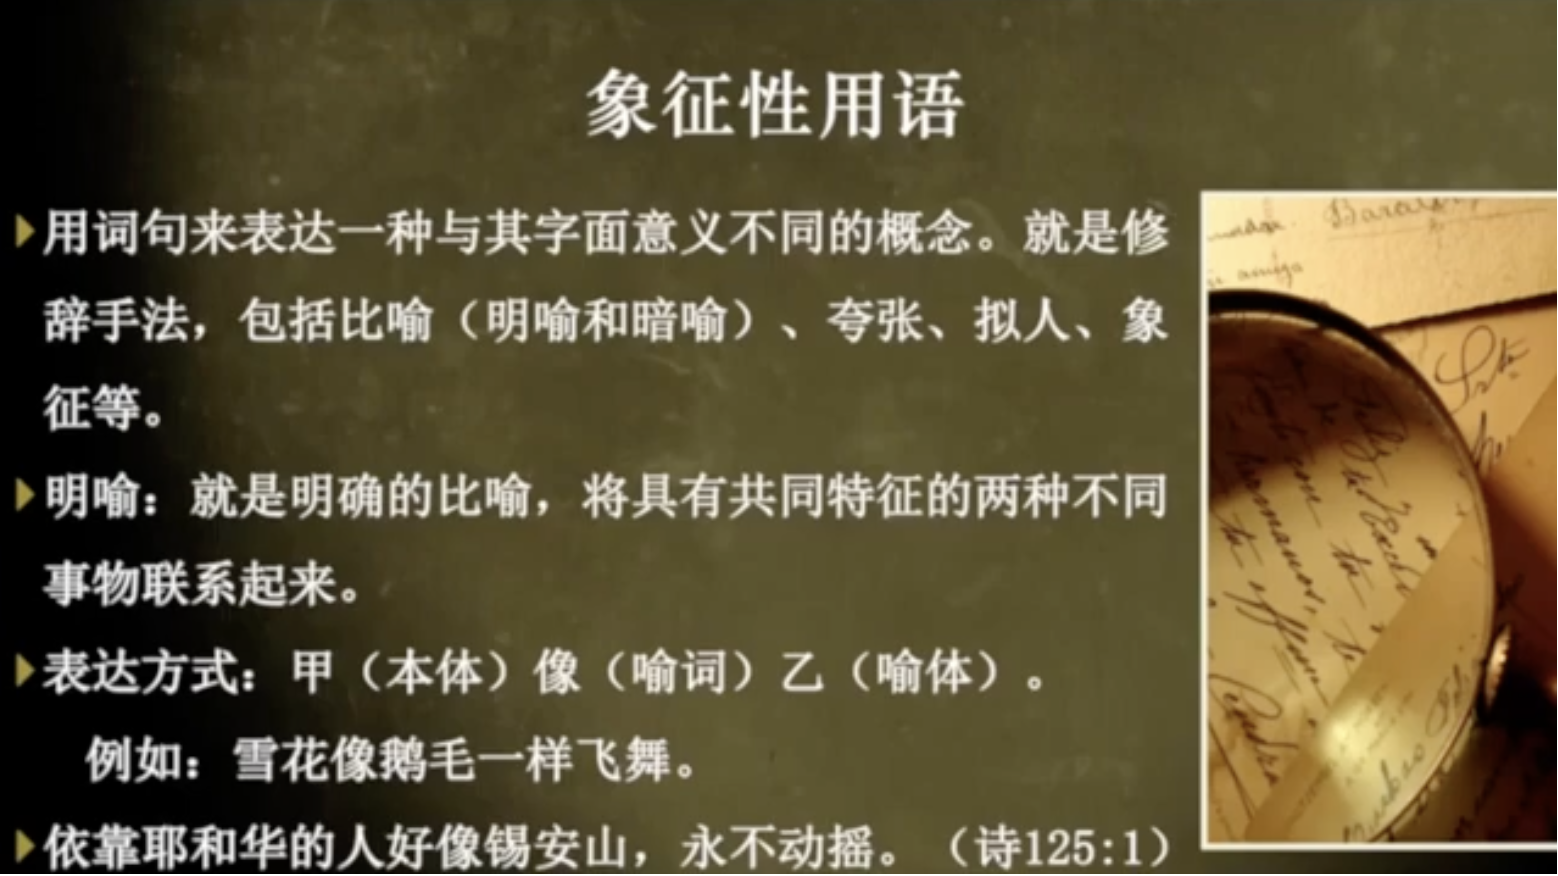 象征性用语
用词句来表达一种与其字面意义不同的概念。就是修
辞手法，包括比喻（明喻和暗喻）、夸张、拟人、象
征等。
明喻：就是明确的比喻，将具有共同特征的两种不同
事物联系起来。
表达方式：甲（本体）像（喻词）乙（喻体）。
例如：雪花像鹅毛一样飞舞。
依靠耶和华的人好像锡安山，永不动摇。（诗125:1）